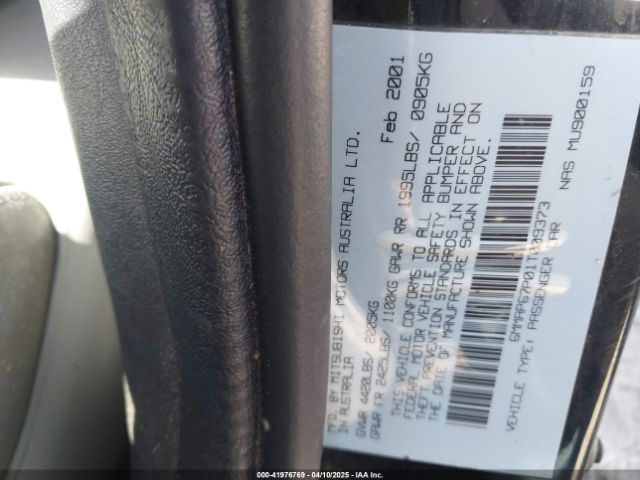 MFD. BY MITSUBISHI MOTORS AUSTRALIA LTD.
IN AUSTRALIA Feb 2001
GVWR 4420LBS/ 2005KG
GAWR FR 2425LBS/ 1100KG GAWR RR 1995LBS/ 0905KG
THIS VEHICLE CONFORMS TO ALL APPLICABLE
FEDERAL MOTOR VEHICLE SAFETY BUMPER AND
THEFT PREVENTION STANDARDS IN EFFECT ON
THE DATE OF MANUFACTURE SHOWN ABOVE.
6MMAP67P01T009373
VEHICLE TYPE: PASSENGER CAR NAS MU900159
000-41976769 04/10/2025 IAA Inc.